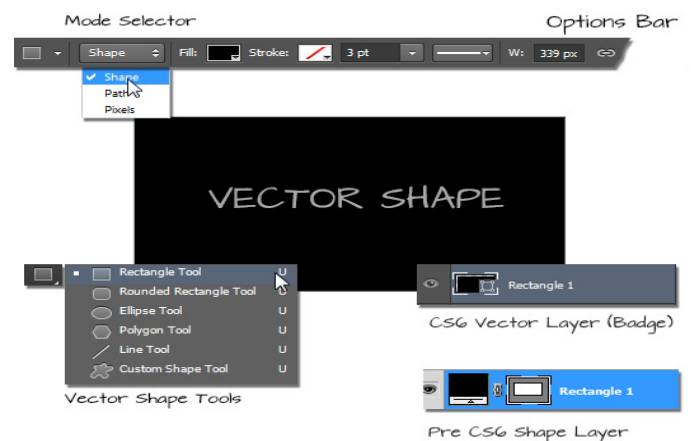 Mode Selector
Options Bar
Shape Fill: Stroke: 3 pt W: 339 px
Shape
Path
Pixels
VECTOR SHAPE
Rectangle Tool U
Rounded Rectangle Tool U
Ellipse Tool U
Polygon Tool U
Line Tool U
Custom Shape Tool U
Vector Shape Tools
Rectangle 1
CS6 Vector Layer (Badge)
Rectangle 1
Pre CS6 Shape Layer